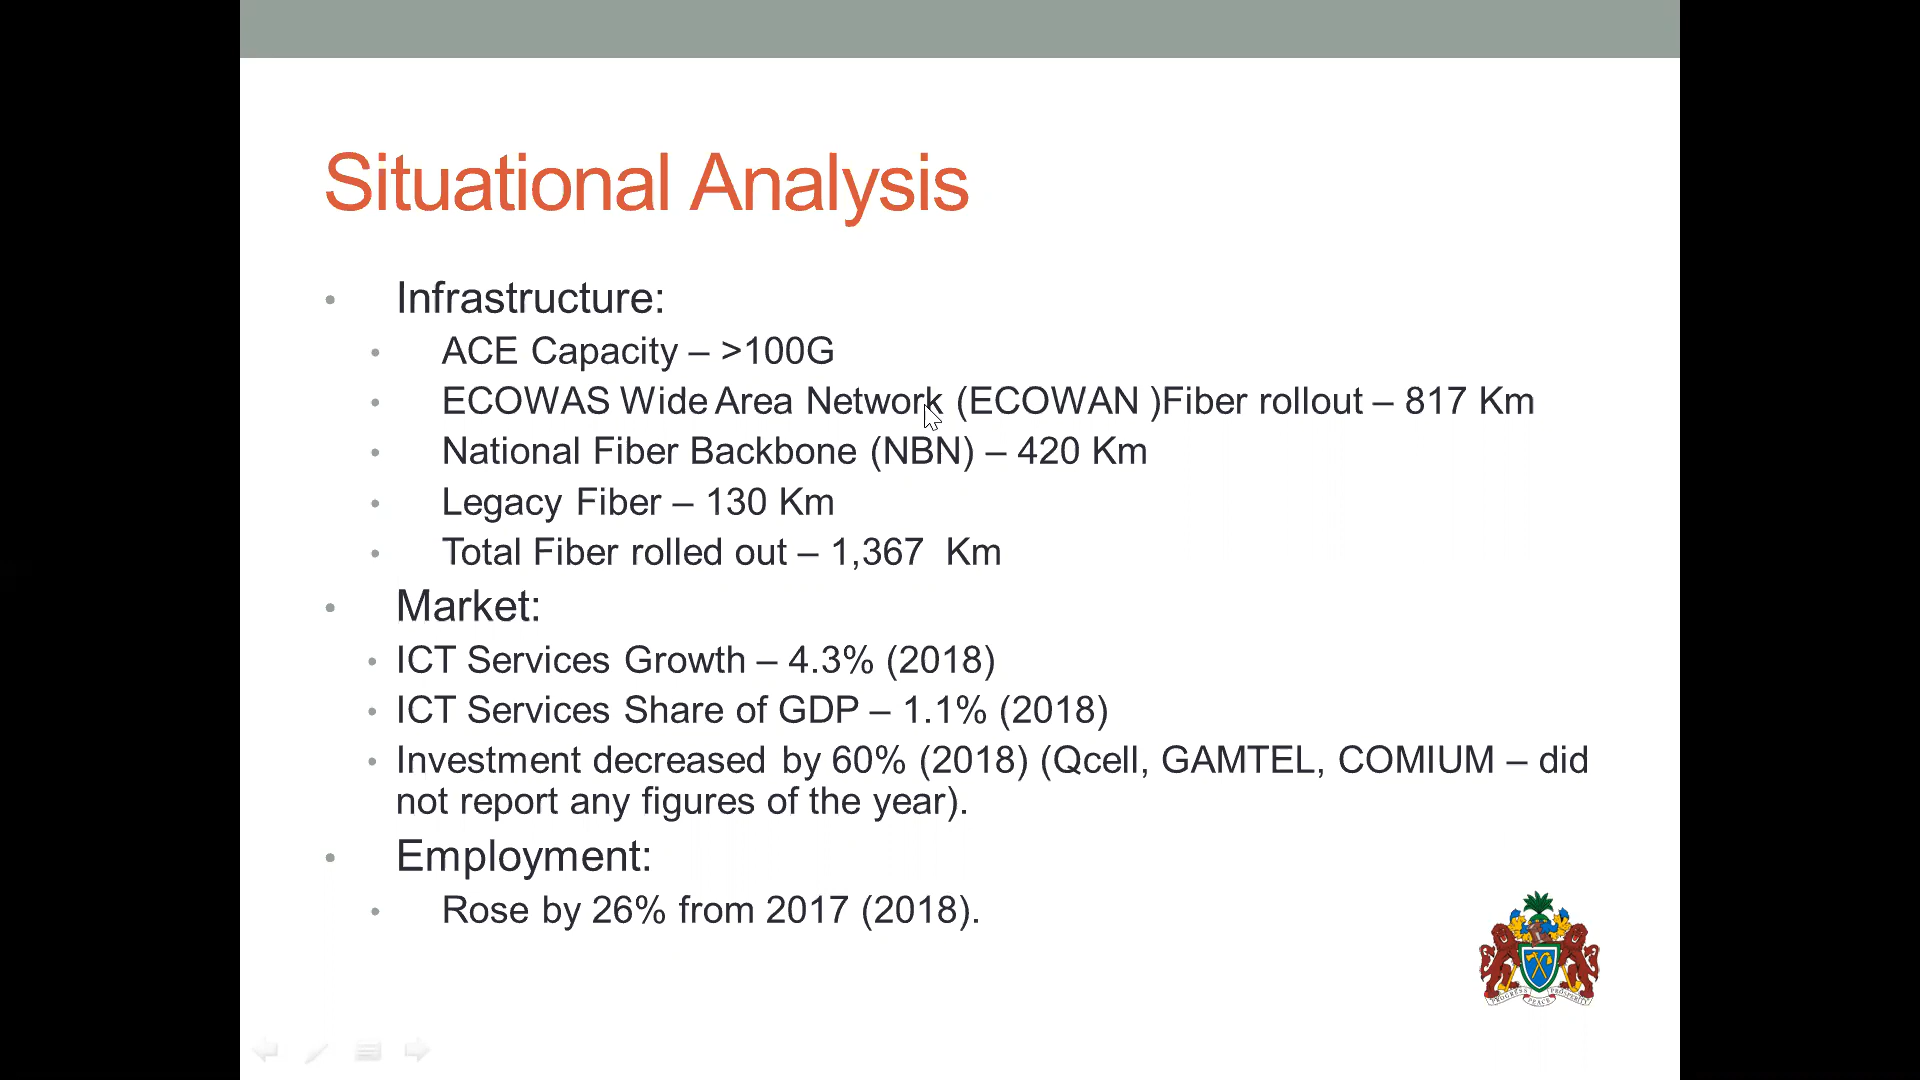 Situational Analysis
• Infrastructure:
• ACE Capacity – >100G
• ECOWAS Wide Area Network (ECOWAN )Fiber rollout – 817 Km
• National Fiber Backbone (NBN) – 420 Km
• Legacy Fiber – 130 Km
• Total Fiber rolled out – 1,367  Km
• Market:
• ICT Services Growth – 4.3% (2018)
• ICT Services Share of GDP – 1.1% (2018)
• Investment decreased by 60% (2018) (Qcell, GAMTEL, COMIUM – did
not report any figures of the year).
• Employment:
• Rose by 26% from 2017 (2018).
PROGRESS PEACE PROSPERITY